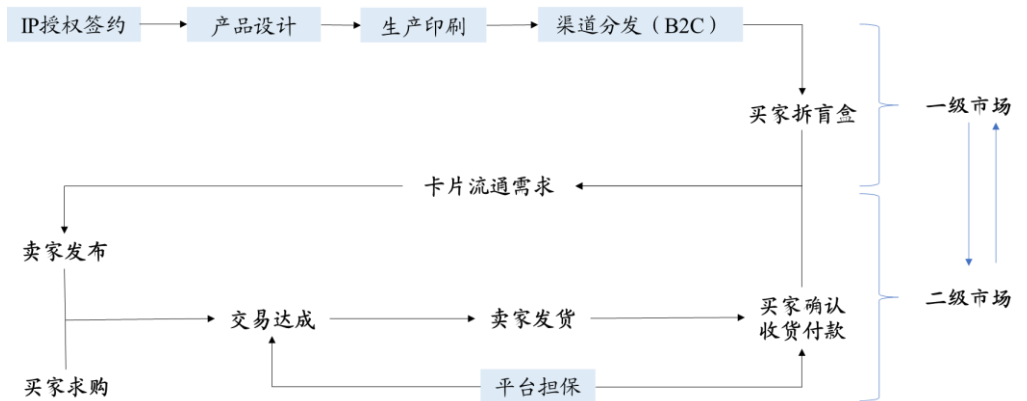 IP授权签约
产品设计
生产印刷
渠道分发（B2C）
买家拆盲盒
一级市场
卡片流通需求
卖家发布
交易达成
卖家发货
买家确认
收货付款
二级市场
买家求购
平台担保